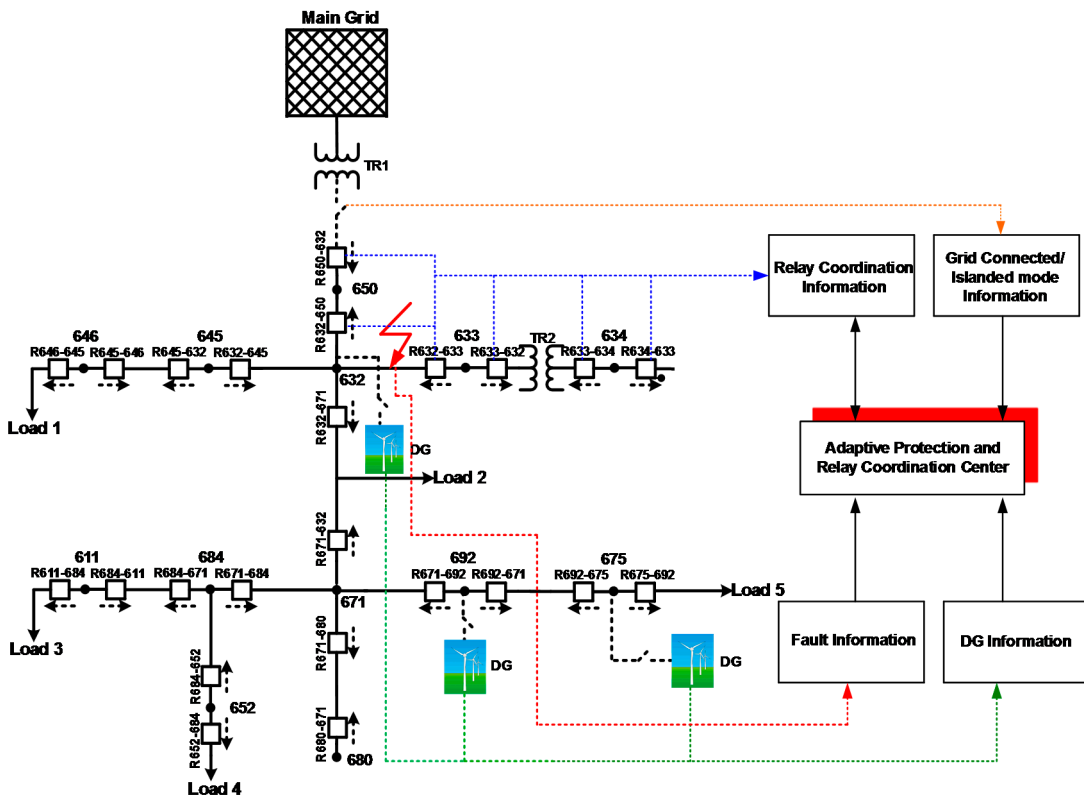 Main Grid
TR1
R650-632
650
R632-650
Relay Coordination
Information
Grid Connected/
Islanded mode
Information
646
645
633
TR2
634
R646-645
R645-646
R645-632
R632-645
R632-633
R633-632
R633-634
R634-633
632
Load 1
R632-671
DG
Load 2
Adaptive Protection and
Relay Coordination Center
R671-632
611
684
692
675
R611-684
R684-611
R684-671
R671-684
R671-692
R692-671
R692-675
R675-692
671
Load 5
Load 3
R671-680
DG
DG
Fault Information
DG Information
R684-652
652
R652-684
R680-671
680
Load 4